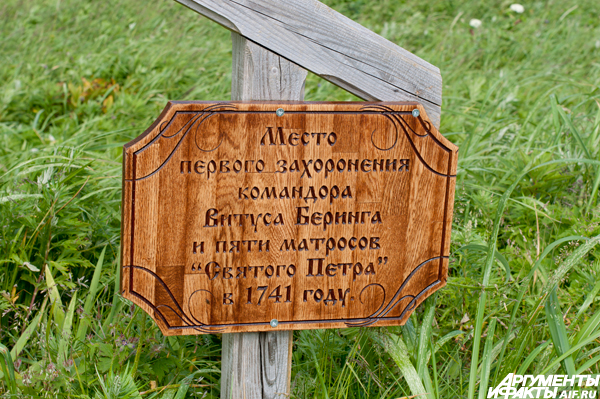 Место
первого захоронения
командора
Витуса Беринга
и пяти матросов
“Святого Петра”
в 1741 году
АРГУМЕНТЫ
И ФАКТЫ AIF.RU